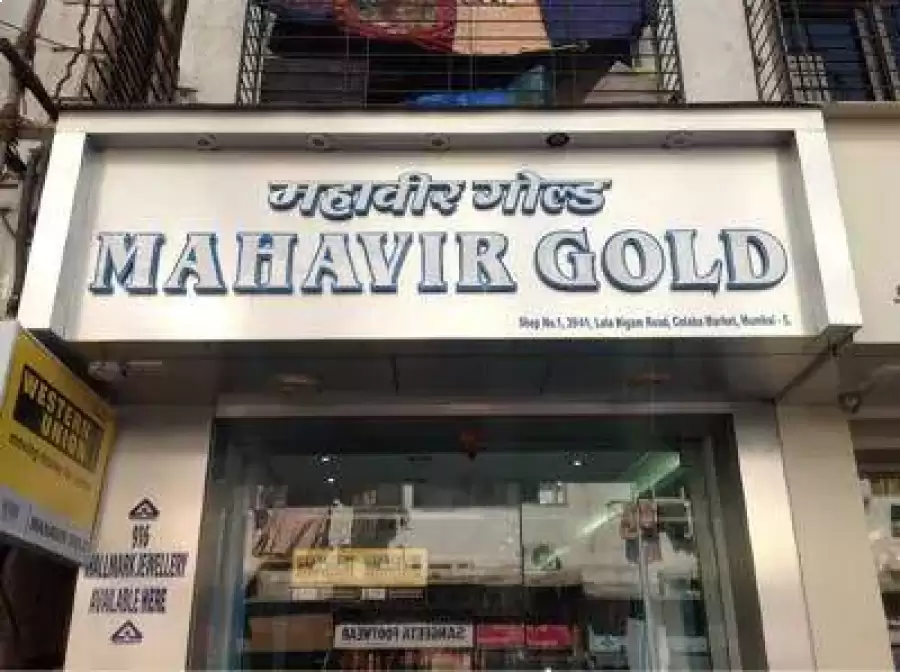 महावीर गोल्ड
MAHAVIR GOLD
Shop No.1, 39/41, Lala Nigam Road, Colaba Market, Mumbai - 5.
WESTERN
UNION
916
HALLMARK JEWELLERY
AVAILABLE HERE
SANGEETA FOOTWEAR